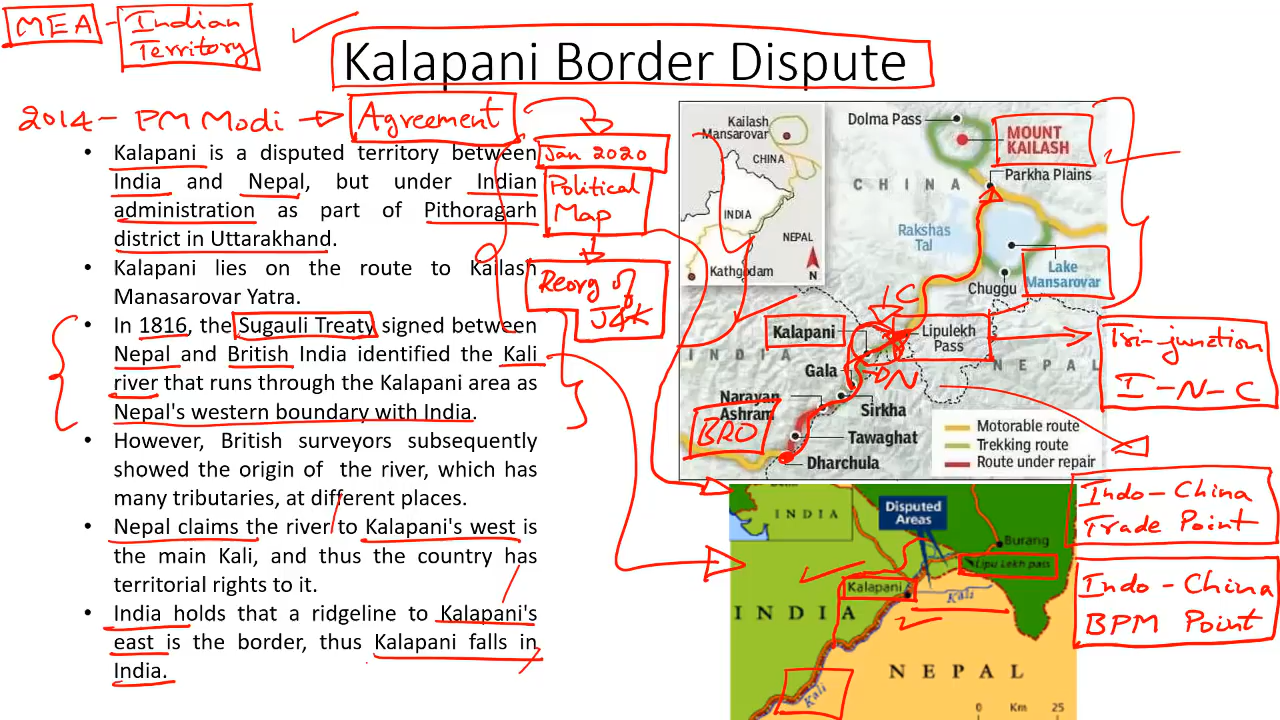 MEA - Indian
Territory
Kalapani Border Dispute
2014 - PM Modi → Agreement
• Kalapani is a disputed territory between
India and Nepal, but under Indian
administration as part of Pithoragarh
district in Uttarakhand.
• Kalapani lies on the route to Kailash
Manasarovar Yatra.
• In 1816, the Sugauli Treaty signed between
Nepal and British India identified the Kali
river that runs through the Kalapani area as
Nepal's western boundary with India.
• However, British surveyors subsequently
showed the origin of the river, which has
many tributaries, at different places.
• Nepal claims the river to Kalapani's west is
the main Kali, and thus the country has
territorial rights to it.
• India holds that a ridgeline to Kalapani's
east is the border, thus Kalapani falls in
India.
Jan 2020
Political
Map
Reorg of
J&K
Kailash
Mansarovar
CHINA
INDIA
NEPAL
Kathgodam
N
Dolma Pass
MOUNT
KAILASH
Parkha Plains
CHINA
Rakshas
Tal
Lake
Mansarovar
Chuggu
C
Kalapani
Lipulekh
Pass
INDIA
NEPAL
Gala
N
Narayan
Ashram
Sirkha
BRO
Tawaghat
Dharchula
Motorable route
Trekking route
Route under repair
Tri-junction
I-N-C
Indo-China
Trade Point
Indo-China
BPM Point
INDIA
Disputed
Areas
Burang
Lipu Lekh pass
Kalapani
Kali
INDIA
NEPAL
Kali
0 Km 25